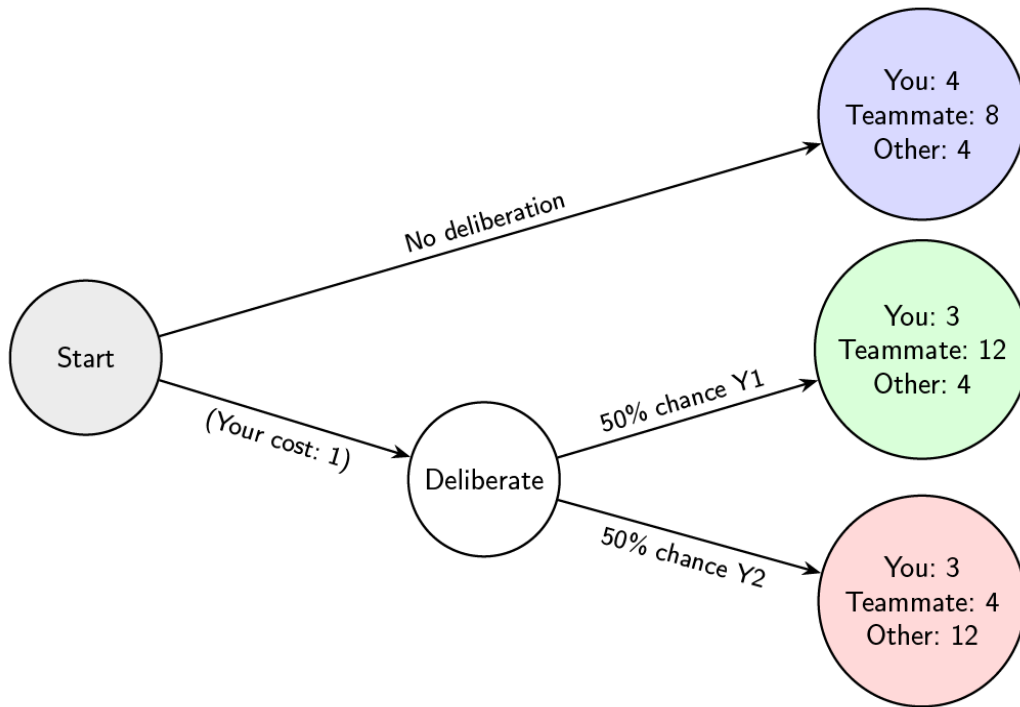 You: 4
Teammate: 8
Other: 4
No deliberation
Start
(Your cost: 1)
Deliberate
50% chance Y1
You: 3
Teammate: 12
Other: 4
50% chance Y2
You: 3
Teammate: 4
Other: 12